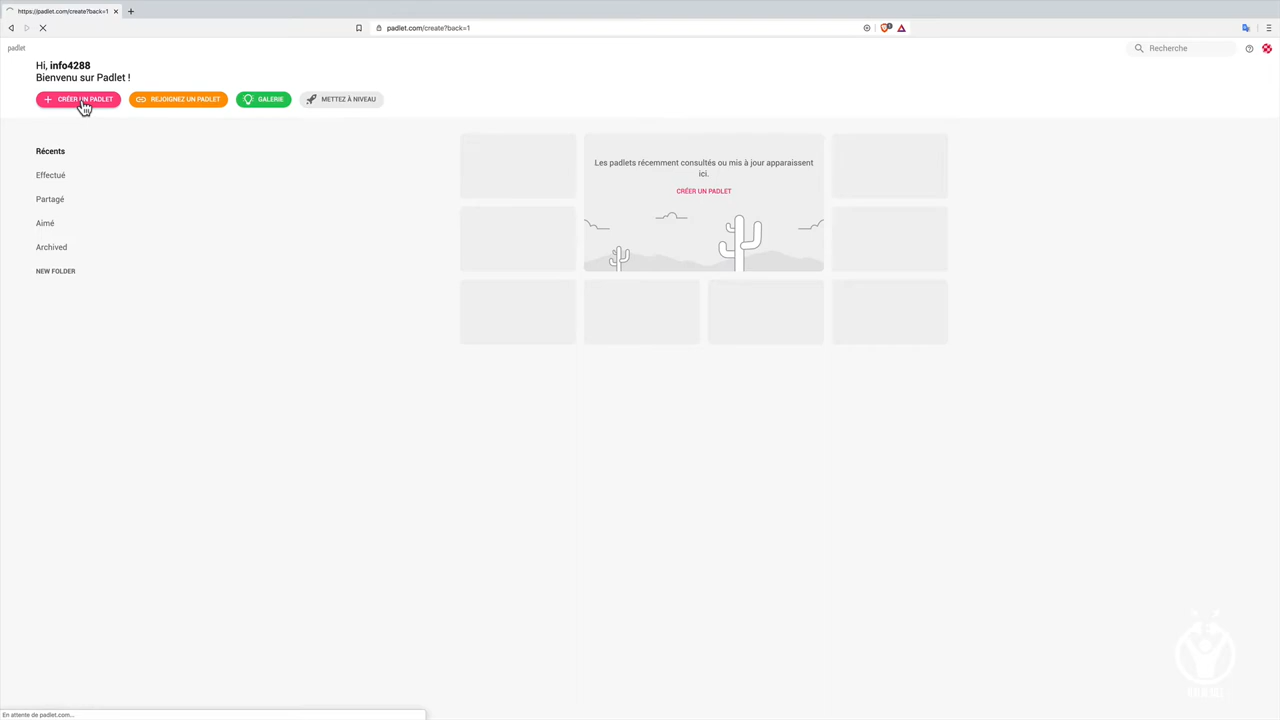 https://padlet.com/create?back=1
padlet.com/create?back=1
padlet
Recherche
Hi, info4288
Bienvenu sur Padlet !
CRÉER UN PADLET
REJOIGNEZ UN PADLET
GALERIE
METTEZ À NIVEAU
Récents
Effectué
Partagé
Aimé
Archived
NEW FOLDER
Les padlets récemment consultés ou mis à jour apparaissent
ici.
CRÉER UN PADLET
En attente de padlet.com...